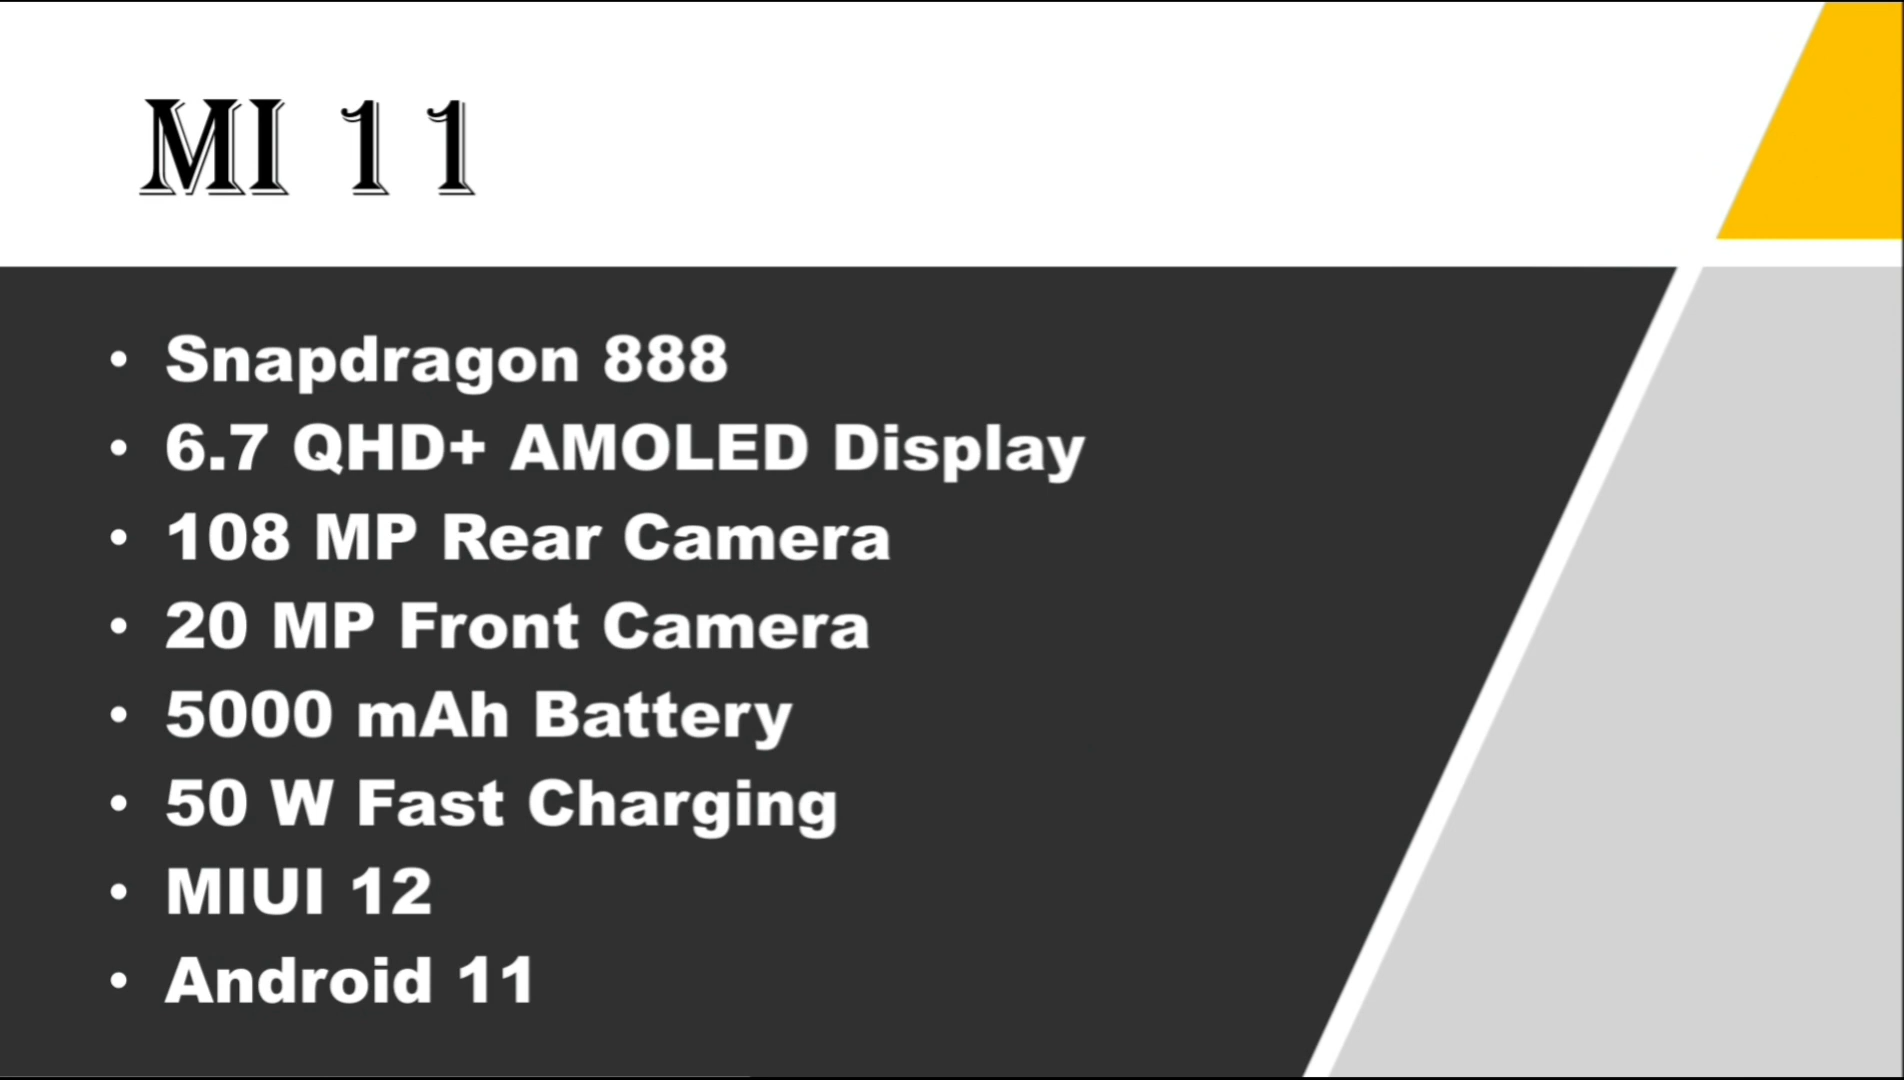 MI 11
• Snapdragon 888
• 6.7 QHD+ AMOLED Display
• 108 MP Rear Camera
• 20 MP Front Camera
• 5000 mAh Battery
• 50 W Fast Charging
• MIUI 12
• Android 11